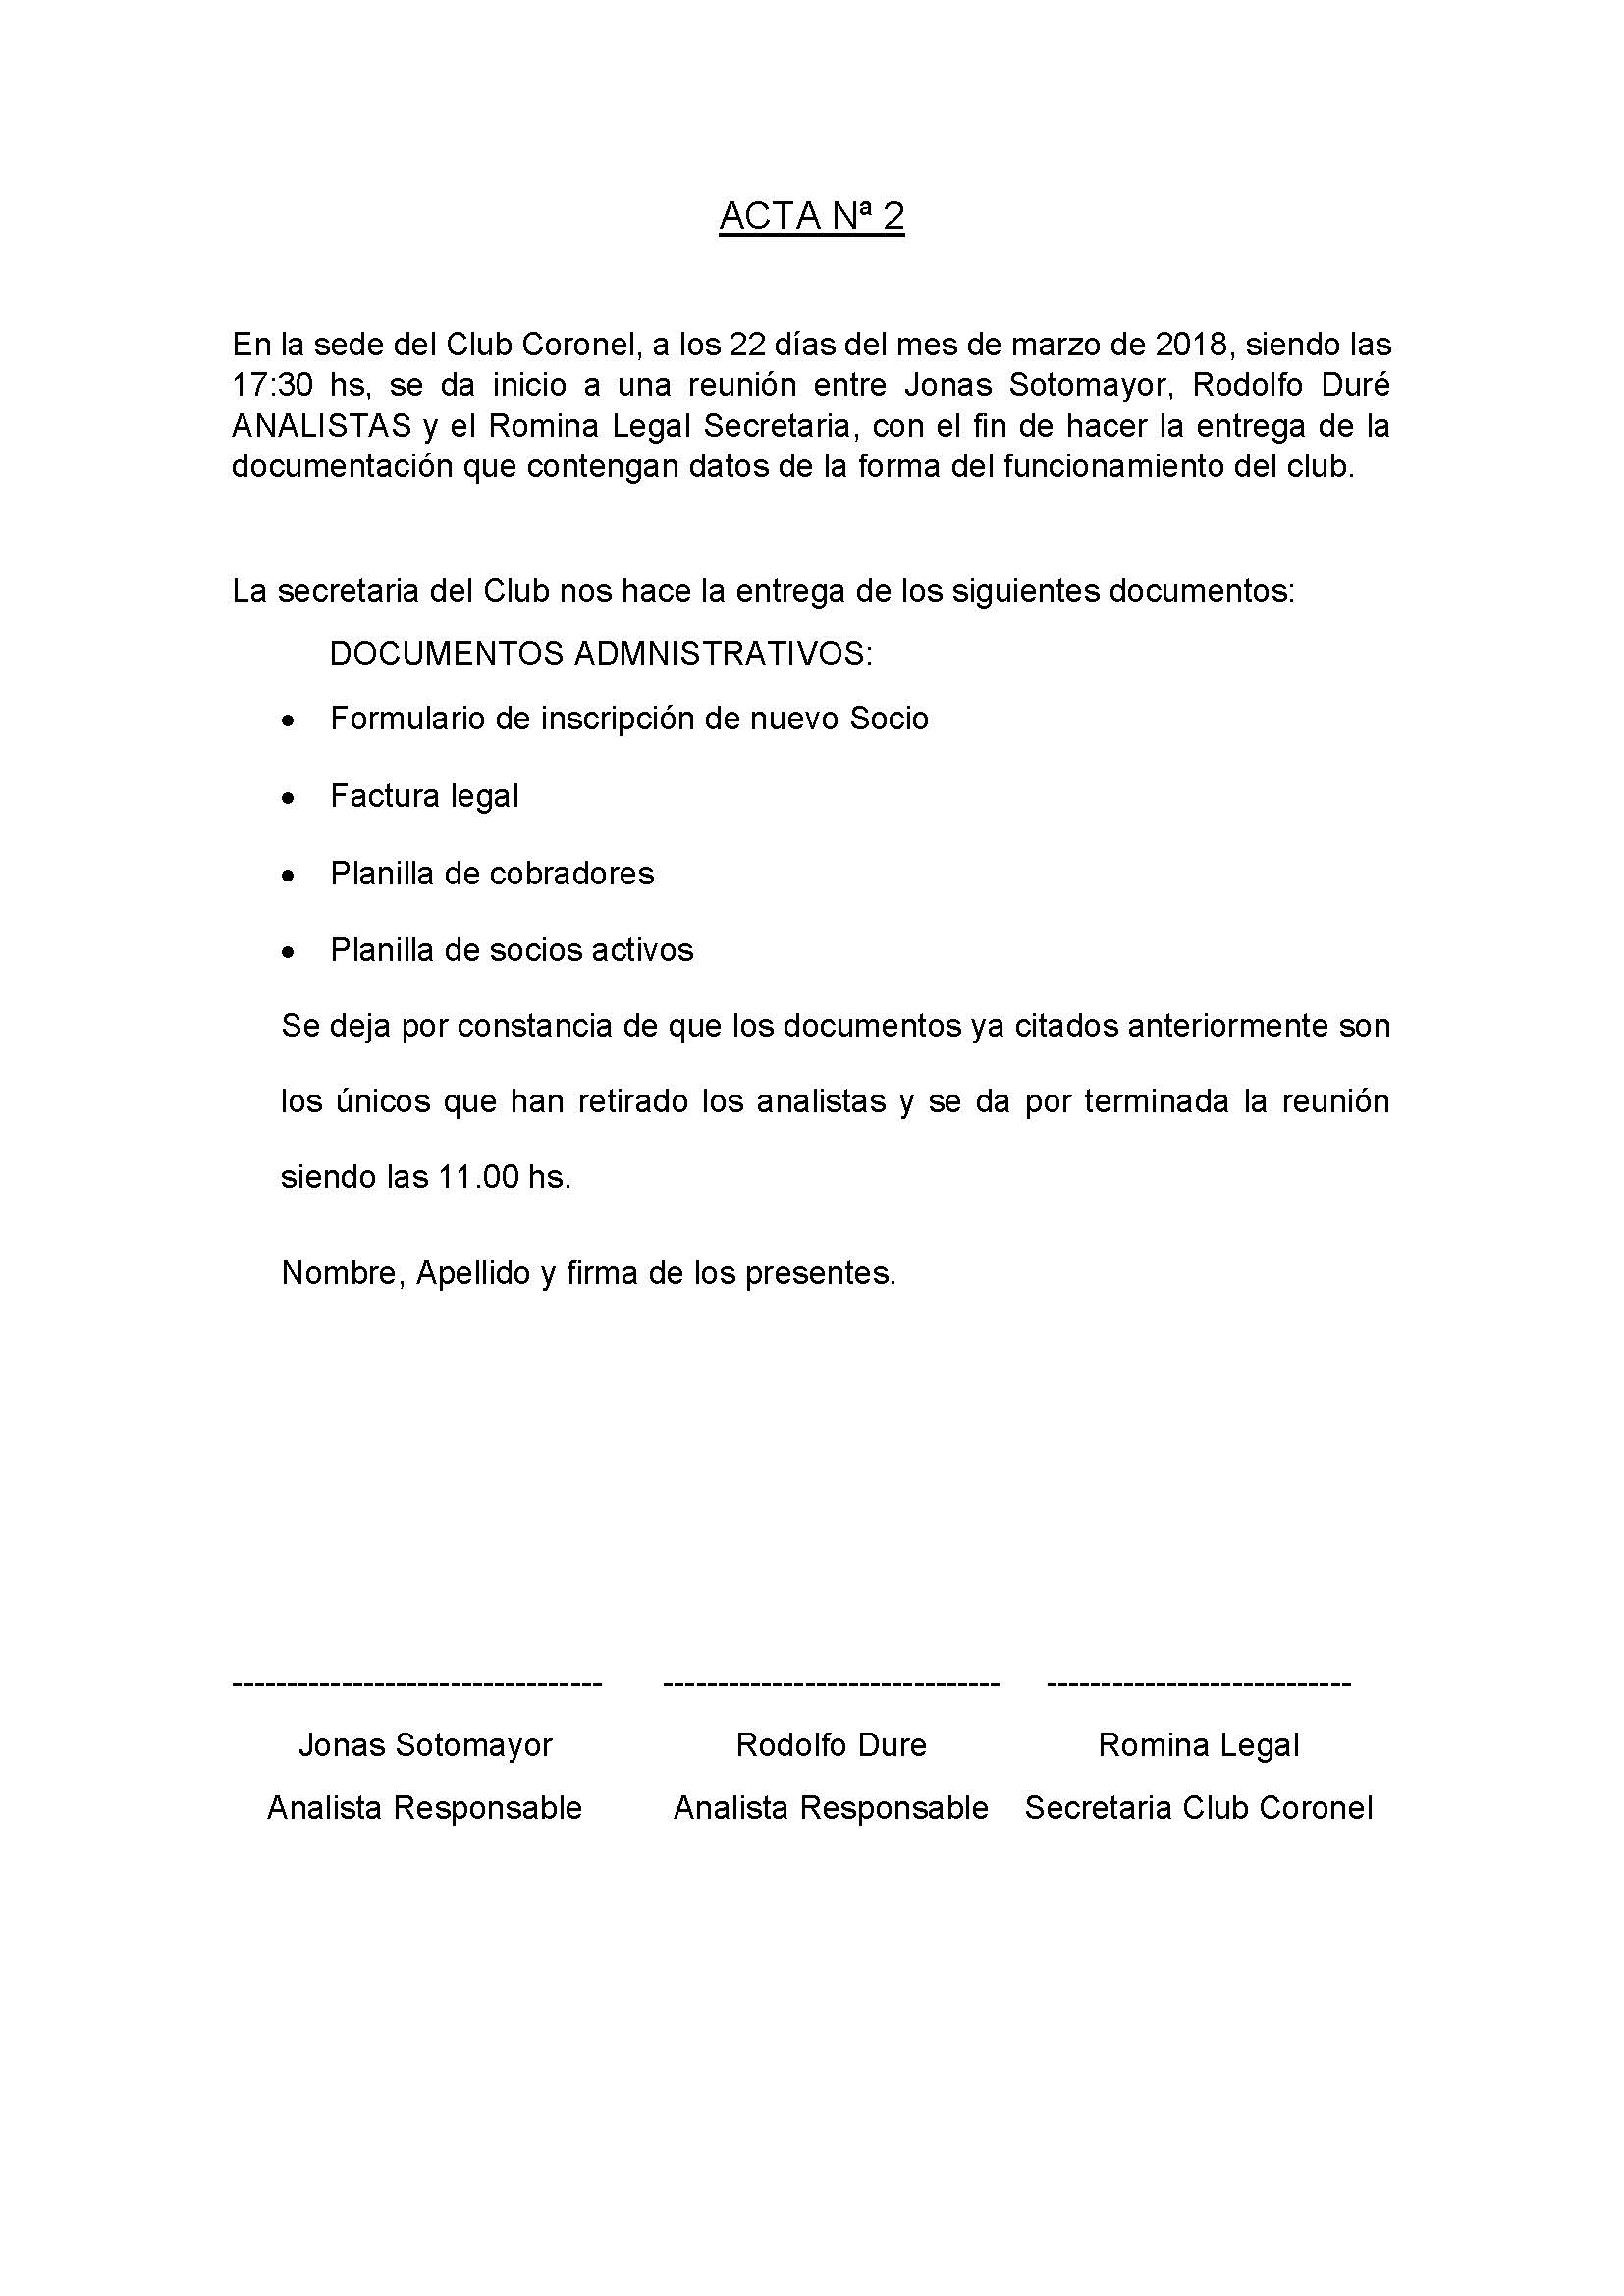 ACTA Nª 2
En la sede del Club Coronel, a los 22 días del mes de marzo de 2018, siendo las
17:30 hs, se da inicio a una reunión entre Jonas Sotomayor, Rodolfo Duré
ANALISTAS y el Romina Legal Secretaria, con el fin de hacer la entrega de la
documentación que contengan datos de la forma del funcionamiento del club.
La secretaria del Club nos hace la entrega de los siguientes documentos:
DOCUMENTOS ADMNISTRATIVOS:
• Formulario de inscripción de nuevo Socio
• Factura legal
• Planilla de cobradores
• Planilla de socios activos
Se deja por constancia de que los documentos ya citados anteriormente son
los únicos que han retirado los analistas y se da por terminada la reunión
siendo las 11.00 hs.
Nombre, Apellido y firma de los presentes.
---------------------------------- ------------------------------- ----------------------------
Jonas Sotomayor Rodolfo Dure Romina Legal
Analista Responsable Analista Responsable Secretaria Club Coronel